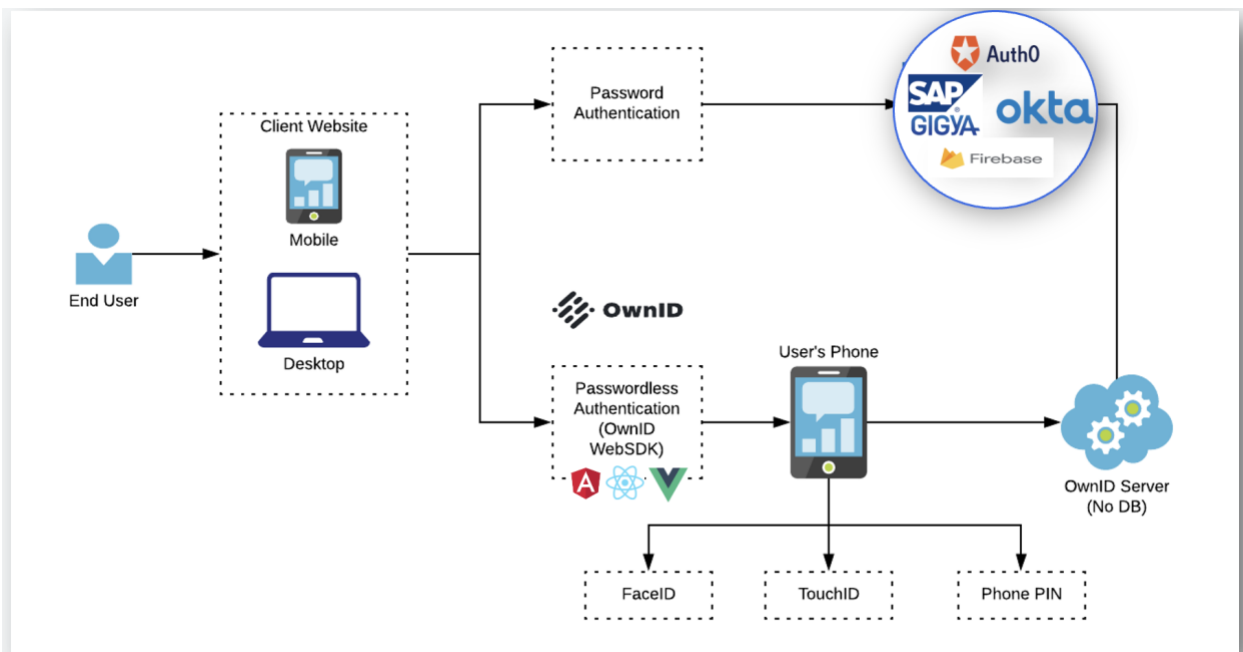 Auth0
SAP
GIGYA
okta
Firebase
Password
Authentication
Client Website
Mobile
Desktop
End User
OwnID
Passwordless
Authentication
(OwnID
WebSDK)
A
User's Phone
OwnID Server
(No DB)
FaceID
TouchID
Phone PIN